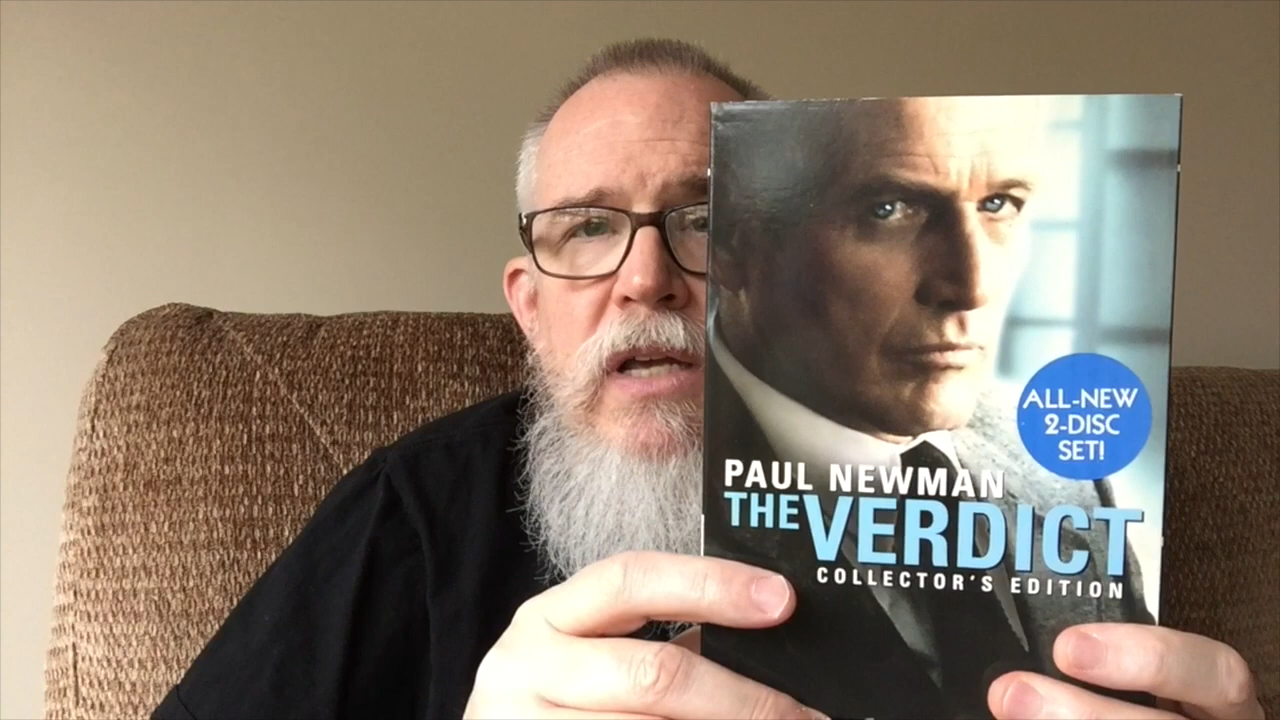 ALL-NEW
2-DISC
SET!
PAUL NEWMAN
THE VERDICT
COLLECTOR'S EDITION